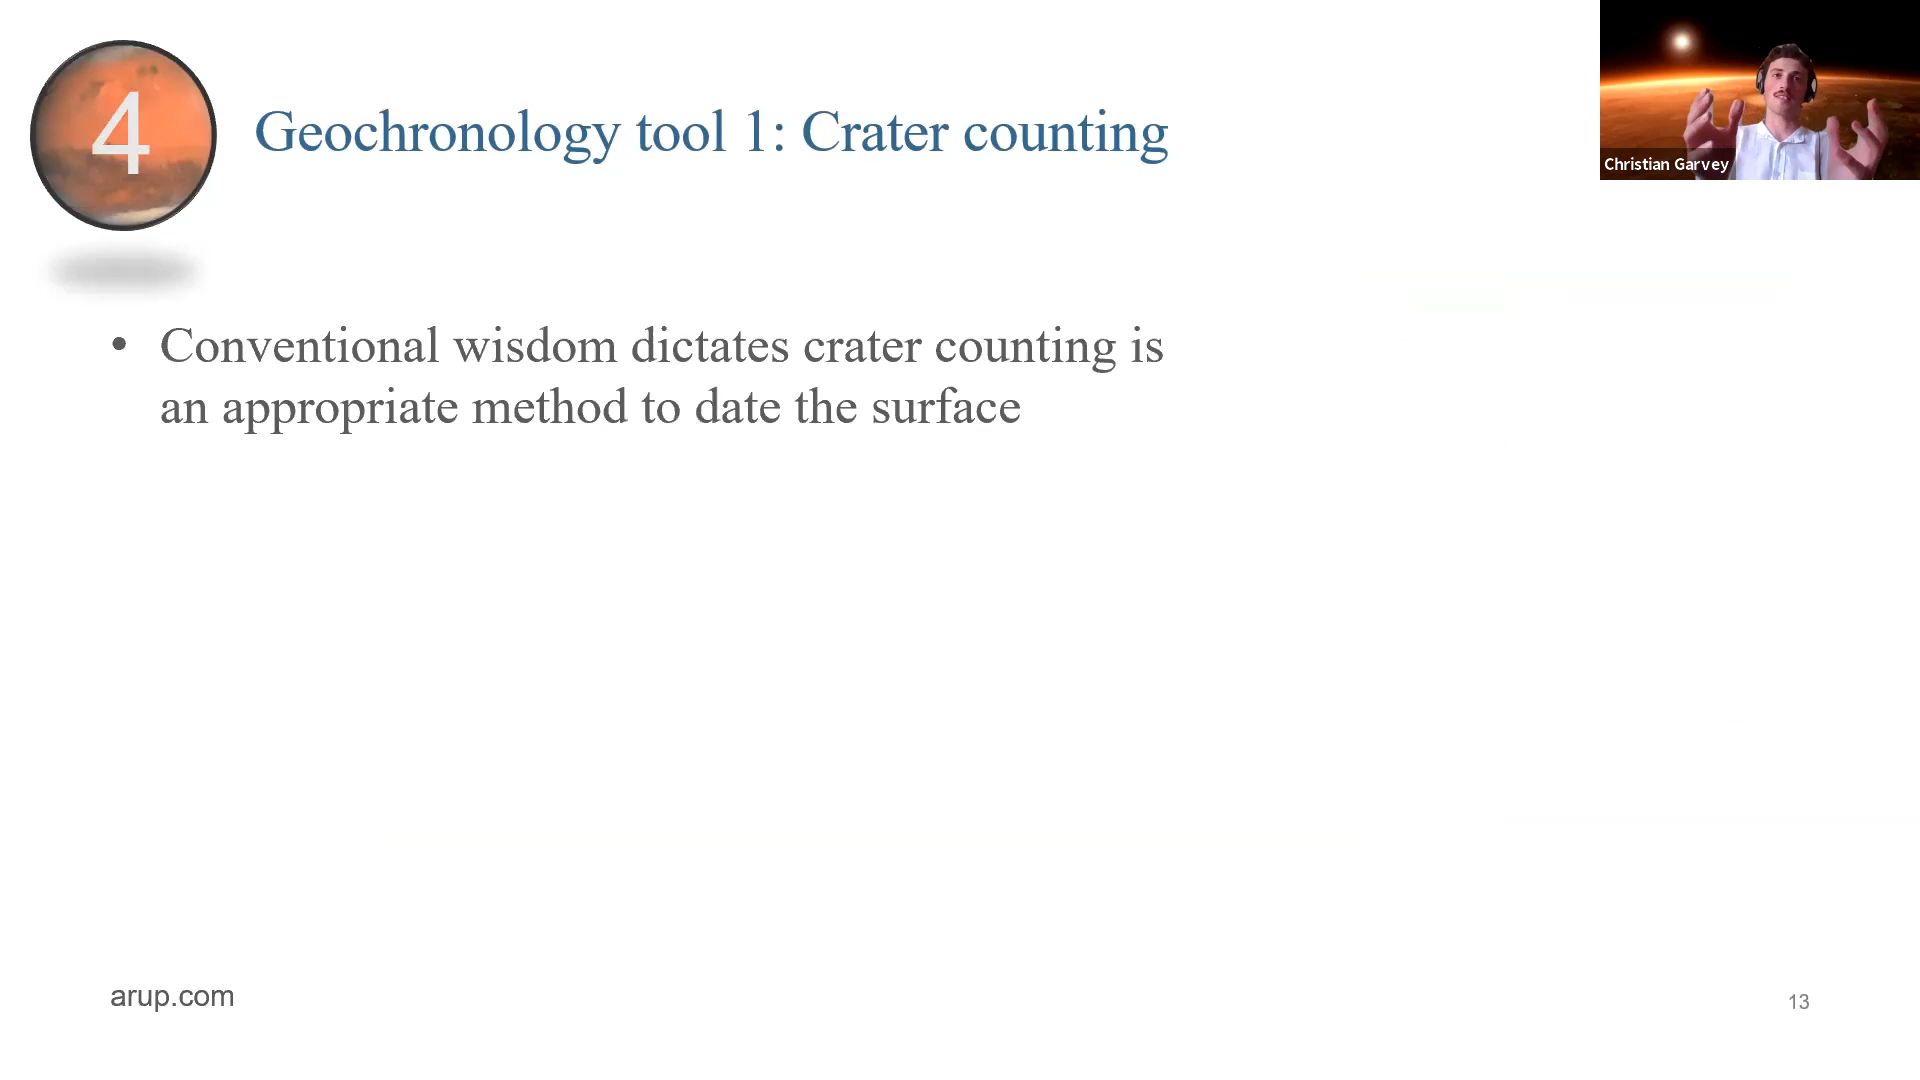 4
Geochronology tool 1: Crater counting
Christian Garvey
• Conventional wisdom dictates crater counting is
an appropriate method to date the surface
arup.com
13